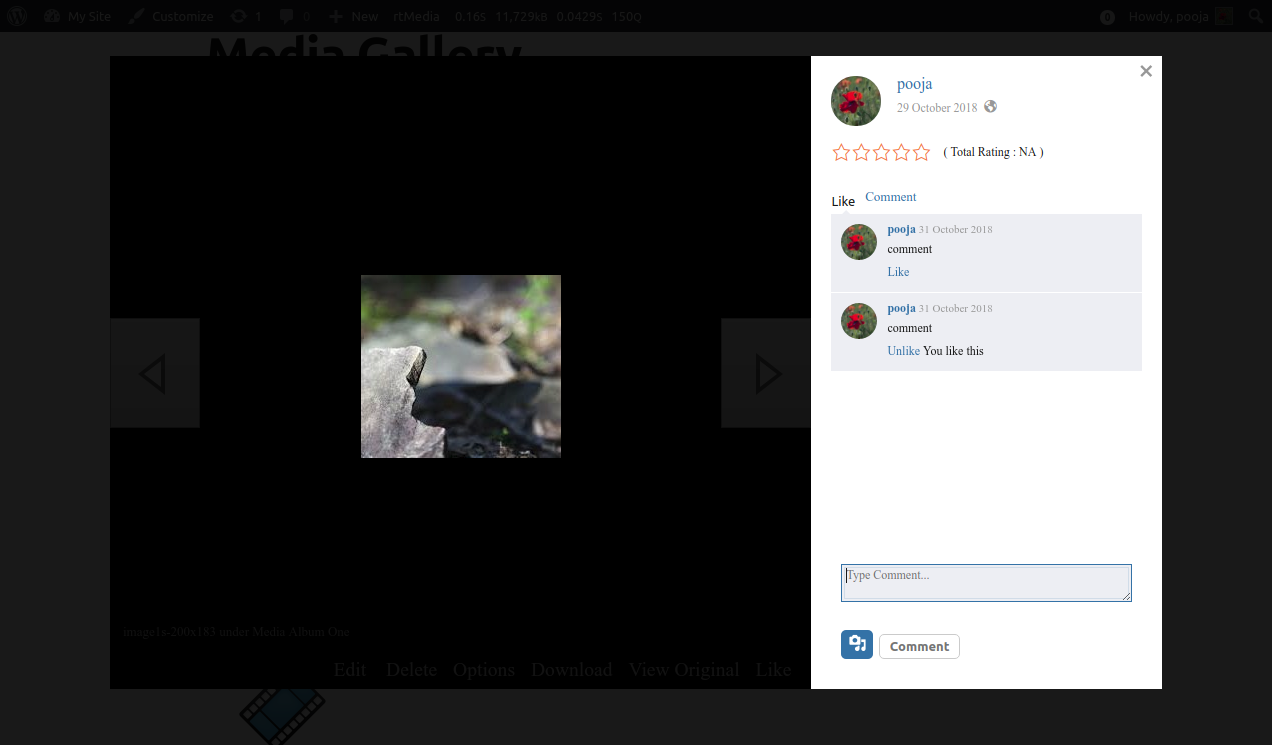 My Site Customize 1 0 New rtMedia 0.16S 11,729KB 0.0429S 150Q 0 Howdy, pooja
Media Gallery
pooja
29 October 2018
( Total Rating : NA )
Like Comment
pooja 31 October 2018
comment
Like
pooja 31 October 2018
comment
Unlike You like this
Type Comment...
Comment
image1s-200x183 under Media Album One
Edit Delete Options Download View Original Like